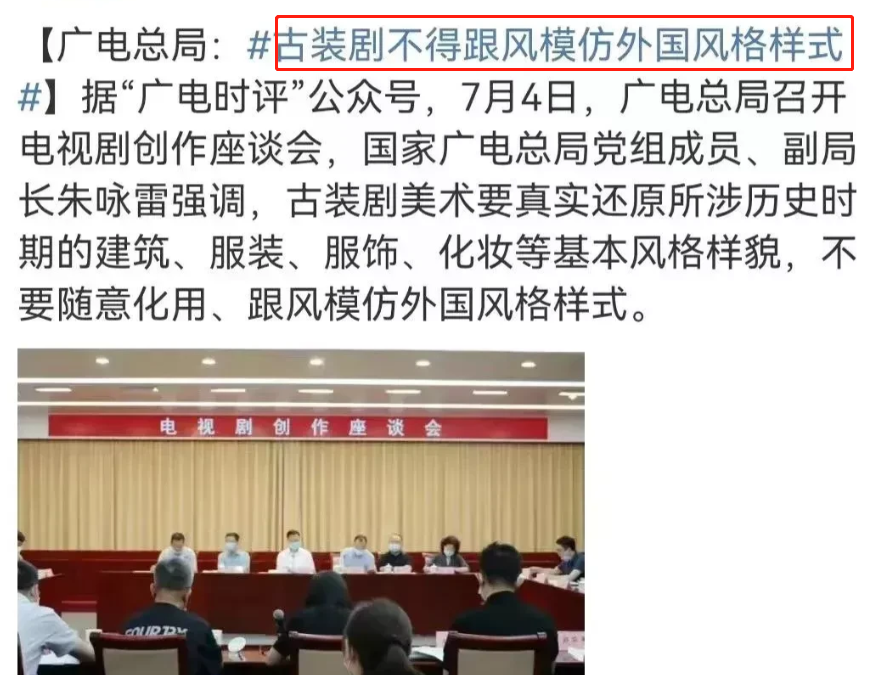 【广电总局：#古装剧不得跟风模仿外国风格样式
#】据“广电时评”公众号，7月4日，广电总局召开
电视剧创作座谈会，国家广电总局党组成员、副局
长朱咏雷强调，古装剧美术要真实还原所涉历史时
期的建筑、服装、服饰、化妆等基本风格样貌，不
要随意化用、跟风模仿外国风格样式。
电视剧创作座谈会